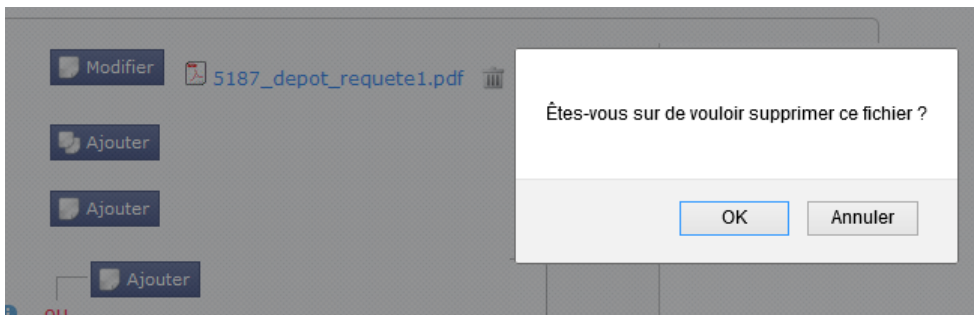 Modifier
5187_depot_requete1.pdf
Êtes-vous sur de vouloir supprimer ce fichier ?
Ajouter
Ajouter
OK
Annuler
Ajouter
ou